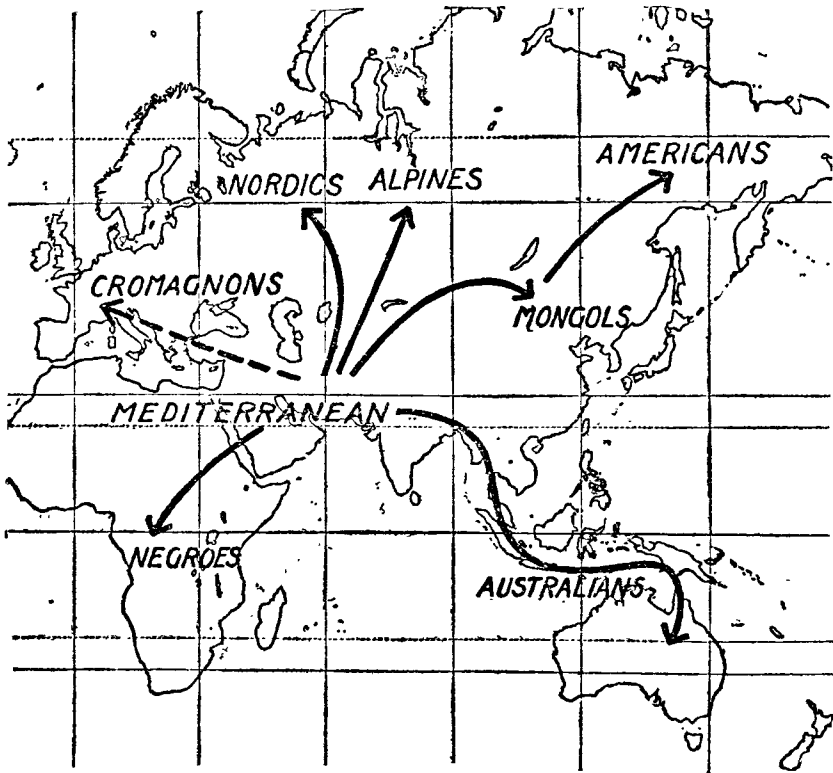 AMERICANS
NORDICS ALPINES
CROMAGNONS
MONGOLS
MEDITERRANEAN
NEGROES
AUSTRALIANS